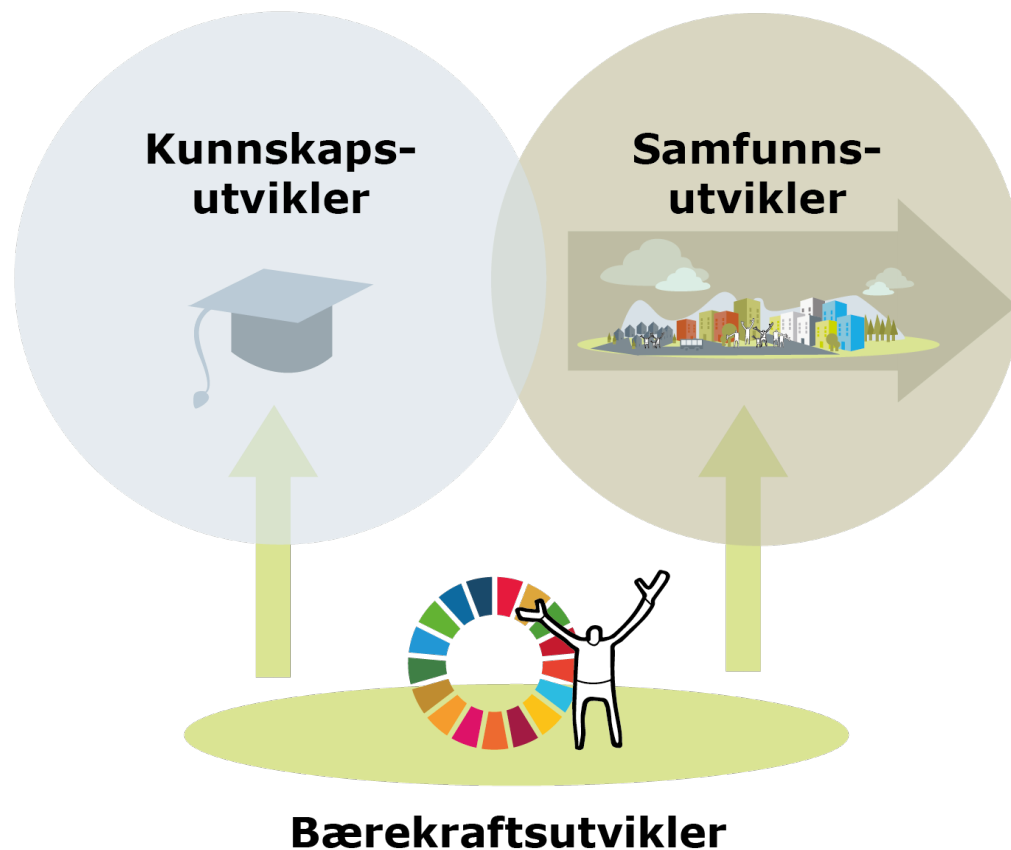 Kunnskaps-
utvikler
Samfunns-
utvikler
Bærekraftsutvikler